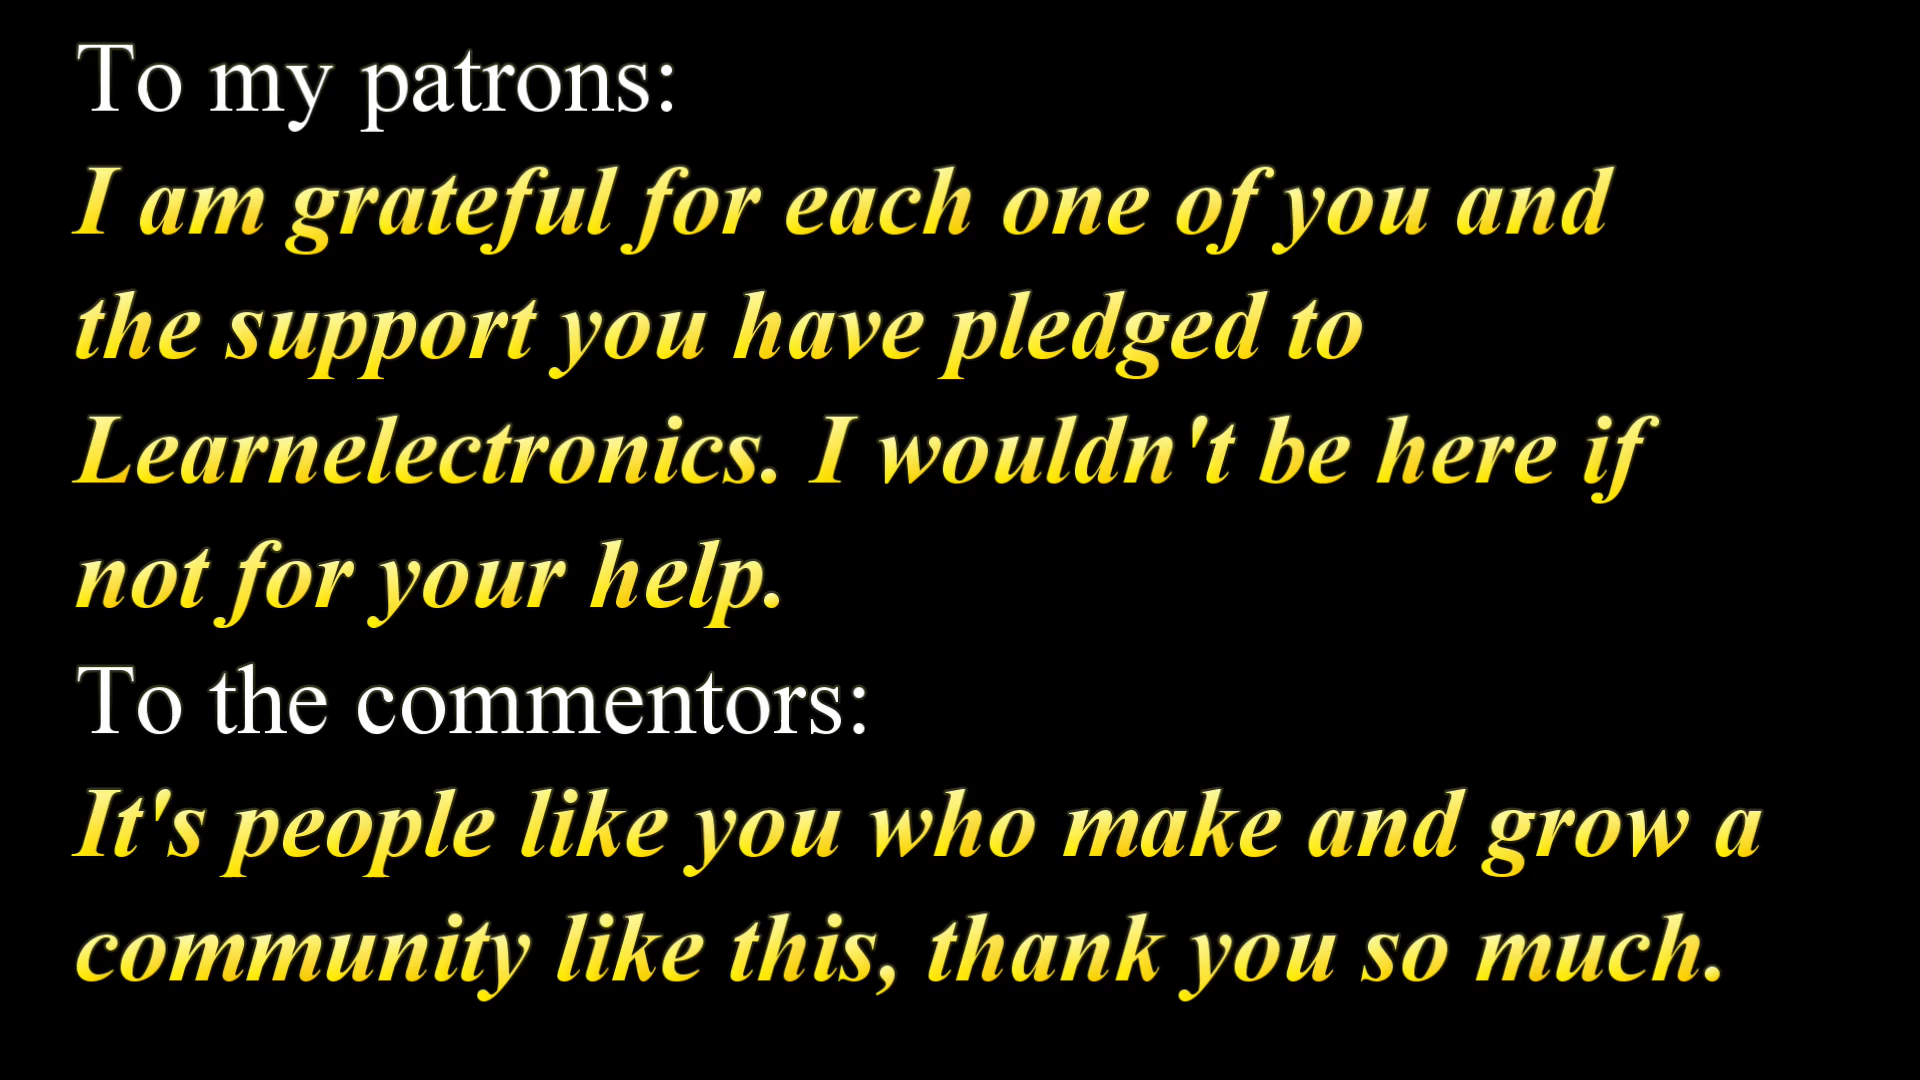 To my patrons:
I am grateful for each one of you and
the support you have pledged to
Learnelectronics. I wouldn't be here if
not for your help.
To the commentors:
It's people like you who make and grow a
community like this, thank you so much.